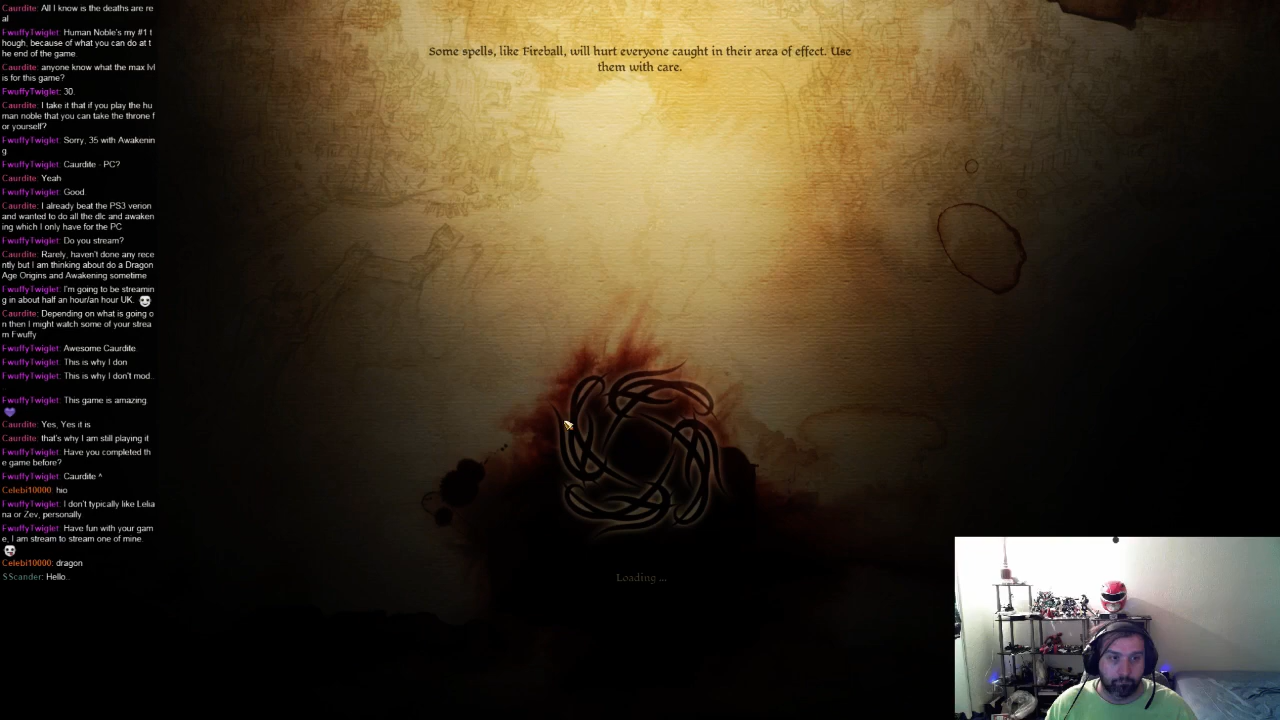 Caurdite: All I know is the deaths are re
al
FwuffyTwiglet: Human Noble's my #1 t
hough, because of what you can do at t
he end of the game
Caurdite: anyone know what the max lvl
is for this game?
FwuffyTwiglet: 30.
Caurdite: I take it that if you play the hu
man noble that you can take the throne f
or yourself?
FwuffyTwiglet: Sorry, 35 with Awakenin
g
FwuffyTwiglet: Caurdite - PC?
Caurdite: Yeah
FwuffyTwiglet: Good.
Caurdite: I already beat the PS3 verion
and wanted to do all the dlc and awaken
ing which I only have for the PC
FwuffyTwiglet: Do you stream?
Caurdite: Rarely, haven't done any rece
ntly but I am thinking about do a Dragon
Age Origins and Awakening sometime
FwuffyTwiglet: I'm going to be streamin
g in about half an hour/an hour UK.
Caurdite: Depending on what is going o
n then I might watch some of your strea
m Fwuffy
FwuffyTwiglet: Awesome Caurdite.
FwuffyTwiglet: This is why I don
FwuffyTwiglet: This is why I don't mod..
.
FwuffyTwiglet: This game is amazing.
Caurdite: Yes, Yes it is
Caurdite: that's why I am still playing it
FwuffyTwiglet: Have you completed th
e game before?
FwuffyTwiglet: Caurdite ^
Celebi10000: hio
FwuffyTwiglet: I don't typically like Lelia
na or Zev, personally.
FwuffyTwiglet: Have fun with your gam
e, I am stream to stream one of mine.
Celebi10000: dragon
SScander: Hello..
Some spells, like Fireball, will hurt everyone caught in their area of effect. Use
them with care.
Loading ...